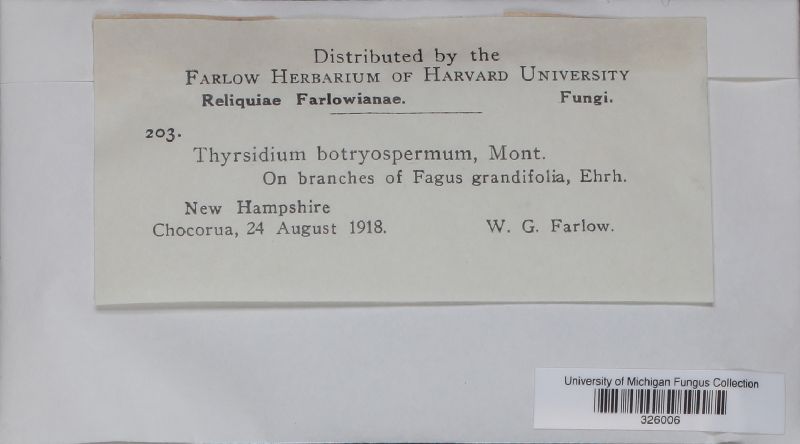 Distributed by the
Farlow Herbarium of Harvard University
Reliquiae Farlowianae. Fungi.
203.
Thyrsidium botryospermum, Mont.
On branches of Fagus grandifolia, Ehrh.
New Hampshire
Chocorua, 24 August 1918. W. G. Farlow.
University of Michigan Fungus Collection
326006